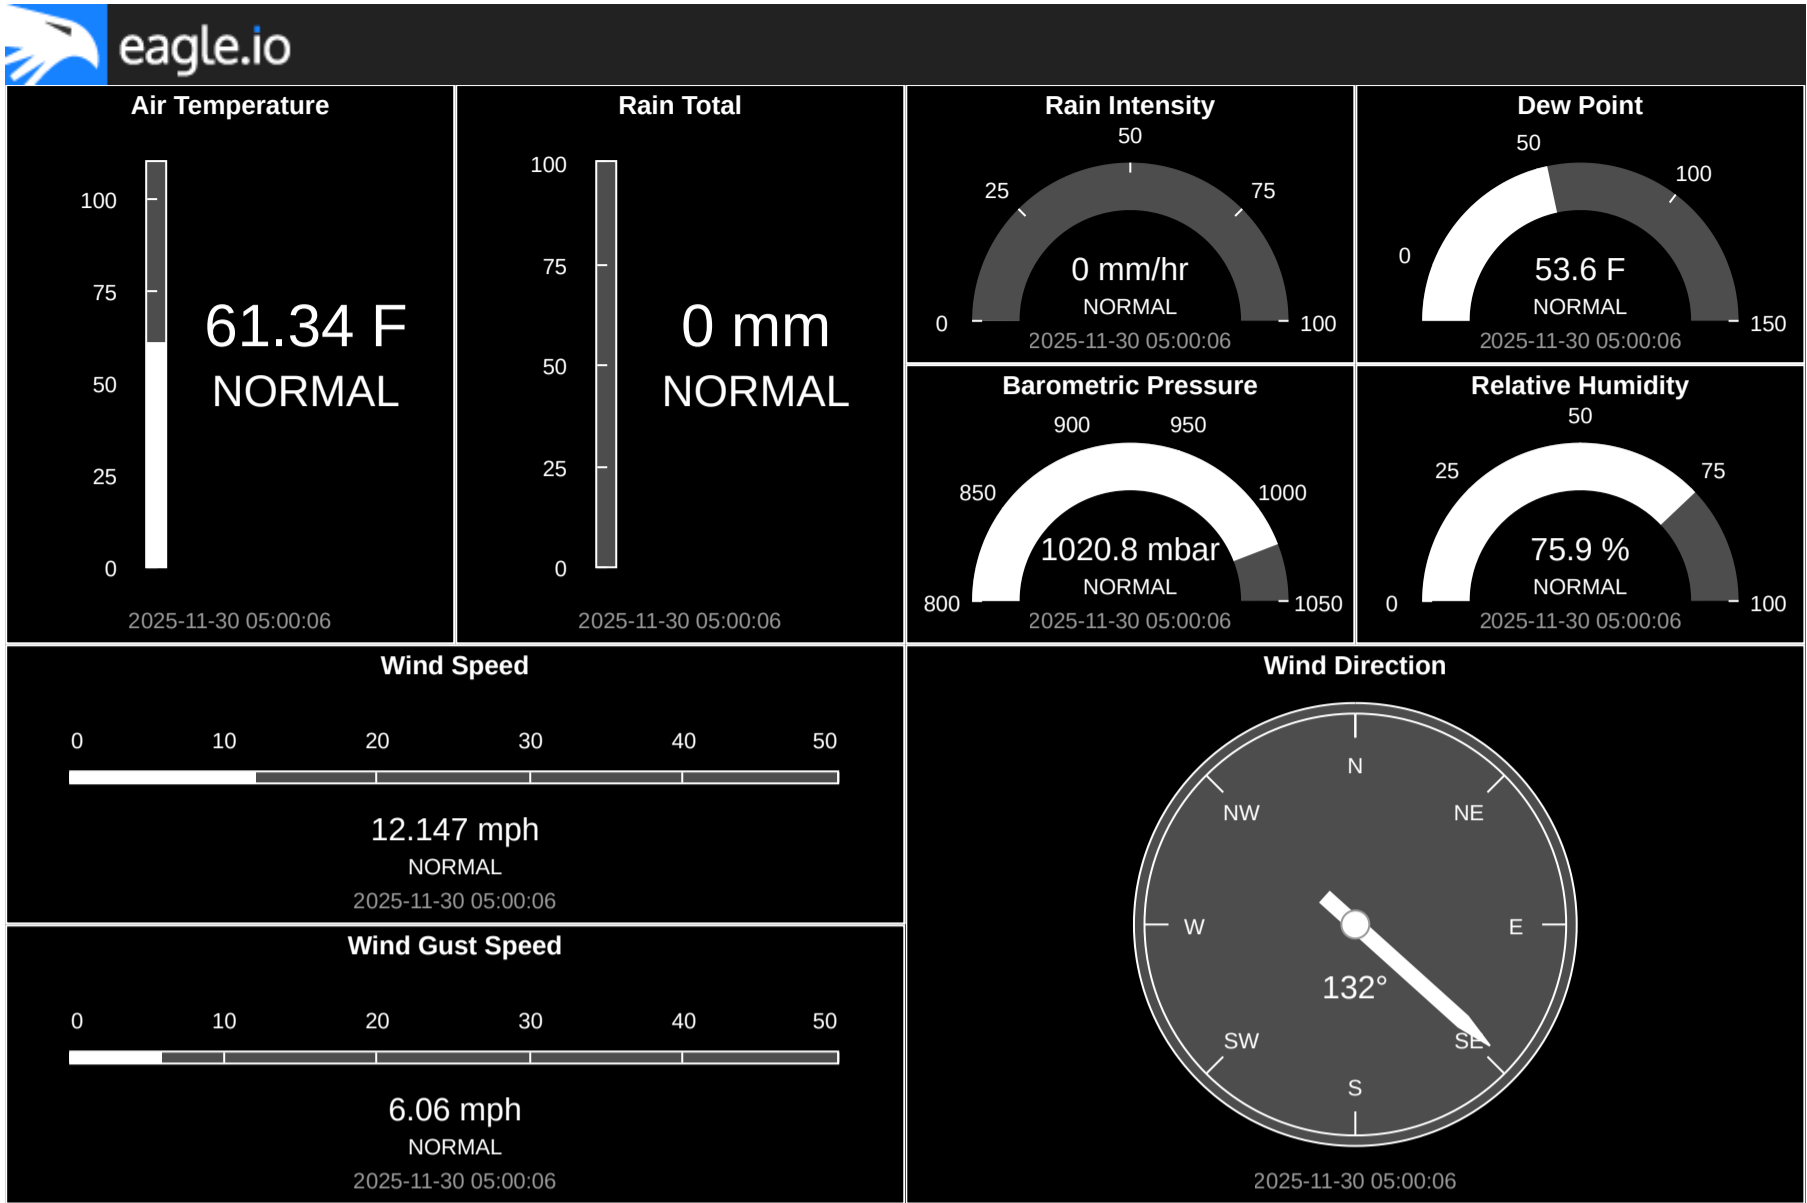 eagle.io
Air Temperature
100
75
50
25
0
61.34 F
NORMAL
2025-11-30 05:00:06
Rain Total
100
75
50
25
0
0 mm
NORMAL
2025-11-30 05:00:06
Rain Intensity
0
25
50
75
100
0 mm/hr
NORMAL
2025-11-30 05:00:06
Dew Point
0
50
100
150
53.6 F
NORMAL
2025-11-30 05:00:06
Barometric Pressure
800
850
900
950
1000
1050
1020.8 mbar
NORMAL
2025-11-30 05:00:06
Relative Humidity
0
25
50
75
100
75.9 %
NORMAL
2025-11-30 05:00:06
Wind Speed
0 10 20 30 40 50
12.147 mph
NORMAL
2025-11-30 05:00:06
Wind Gust Speed
0 10 20 30 40 50
6.06 mph
NORMAL
2025-11-30 05:00:06
Wind Direction
N
NW NE
W E
132°
SW SE
S
2025-11-30 05:00:06